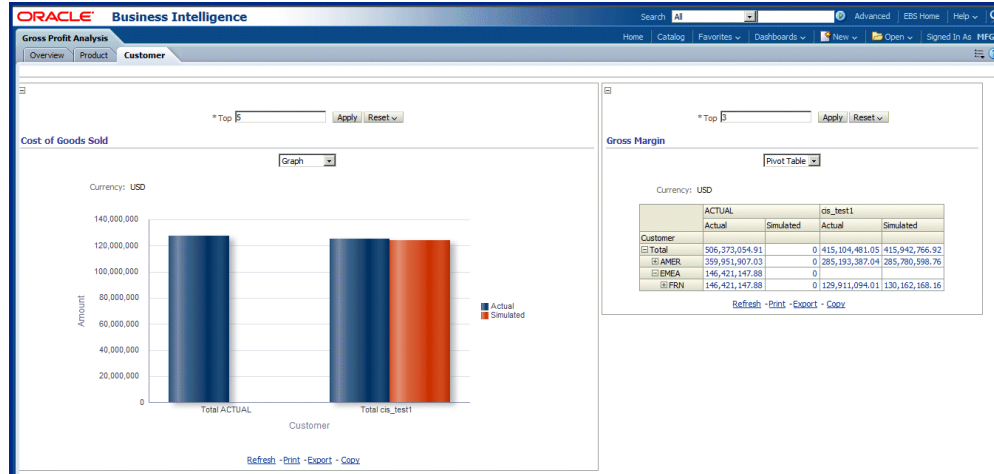 ORACLE Business Intelligence
Search All Advanced EBS Home Help
Gross Profit Analysis
Home Catalog Favorites Dashboards New Open Signed In As MFG
Overview Product Customer
* Top 5 Apply Reset
Cost of Goods Sold
Graph
Currency: USD
140,000,000
120,000,000
100,000,000
80,000,000
60,000,000
40,000,000
20,000,000
0
Amount
Total ACTUAL Total cis_test1
Customer
Actual
Simulated
Refresh - Print - Export - Copy
* Top 3 Apply Reset
Gross Margin
Pivot Table
Currency: USD
ACTUAL cis_test1
Actual Simulated Actual Simulated
Customer
Total 506,373,054.91 0 415,104,481.05 415,942,766.92
AMER 359,951,907.03 0 285,193,387.04 285,780,598.76
EMEA 146,421,147.88 0
FRN 146,421,147.88 0 129,911,094.01 130,162,168.16
Refresh - Print - Export - Copy